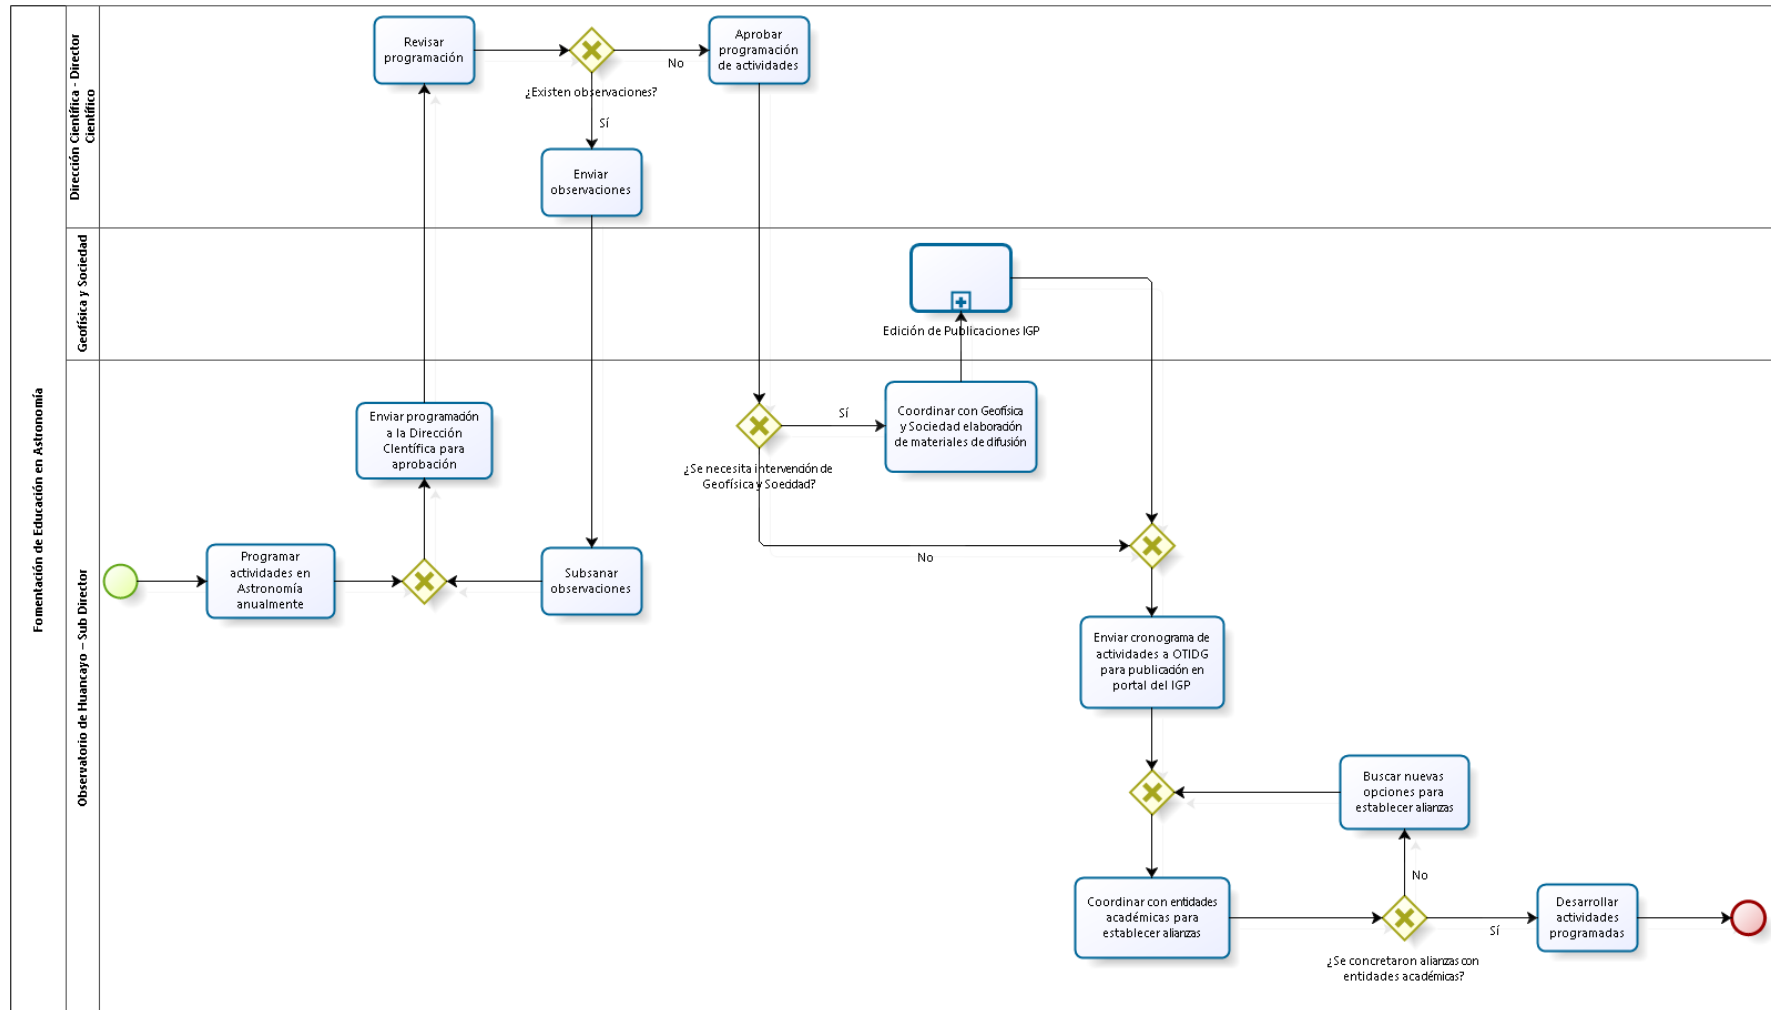 Fomentación de Educación en Astronomía
Dirección Científica - Director
Científico
Revisar
programación
¿Existen observaciones?
No
Sí
Aprobar
programación
de actividades
Enviar
observaciones
Geofísica y Sociedad
Edición de Publicaciones IGP
Observatorio de Huancayo – Sub Director
Programar
actividades en
Astronomía
anualmente
Enviar programación
a la Dirección
CIentífica para
aprobación
Subsanar
observaciones
¿Se necesita intervención de
Geofísica y Soecidad?
Sí
No
Coordinar con Geofísica
y Sociedad elaboración
de materiales de difusión
Enviar cronograma de
actividades a OTIDG
para publicación en
portal del IGP
Buscar nuevas
opciones para
establecer alianzas
Coordinar con entidades
académicas para
establecer alianzas
No
Sí
¿Se concretaron alianzas con
entidades académicas?
Desarrollar
actividades
programadas